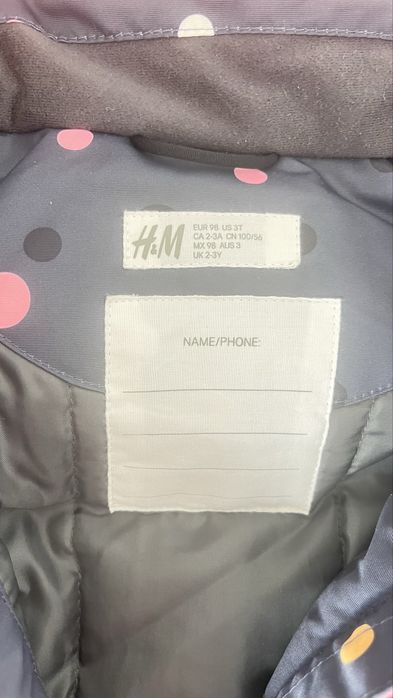 H&M
EUR 98 US 3T
CA 2-3A CN 100/56
MX 98 AUS 3
UK 2-3Y
NAME/PHONE: